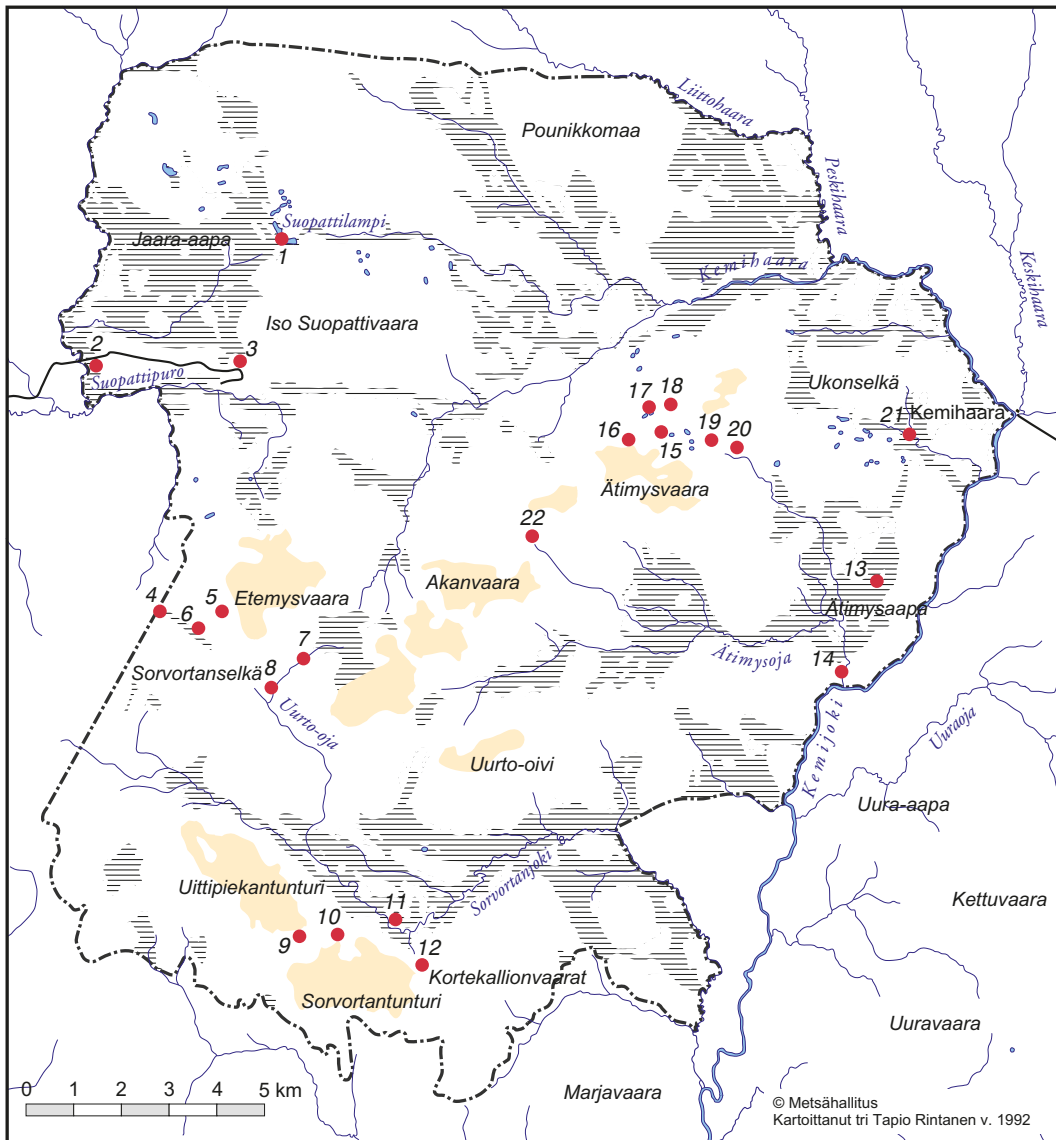 Liittohaara
Pounikkomaa
Peskihaara
Suopattilampi-
Jaara-aapa
1
Kemihaara
Keskihaara
Iso Suopattivaara
2
3
Suopattipuro
Ukonselkä
17
18
21
Kemihaara
16
15
19
20
Ätimysvaara
22
Akanvaara
13
4
5
Etemysvaara
6
Ätimysaapa
7
Sorvortanselkä
8
Ätimysoja
14
Uurto-oja
Kemijoki
Uuraoja
Uurto-oivi
Uura-aapa
Uittipiekantunturi
Sorvortanjoki
Kettuvaara
11
10
9
12
Kortekallionvaarat
Sorvortantunturi
Uuravaara
0 1 2 3 4 5 km
Marjavaara
© Metsähallitus
Kartoittanut tri Tapio Rintanen v. 1992